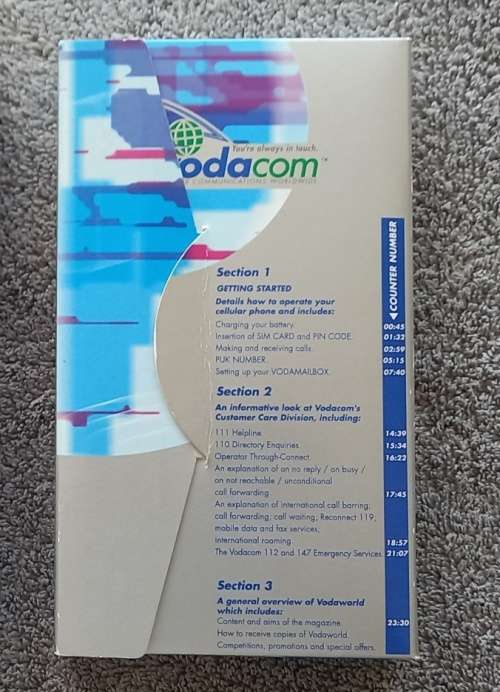 You're always in touch.
odacom™
COMMUNICATIONS WORLDWIDE
◀COUNTER NUMBER
Section 1
GETTING STARTED
Details how to operate your
cellular phone and includes:
Charging your battery. 00:45
Insertion of SIM CARD and PIN CODE. 01:32
Making and receiving calls. 02:59
PUK NUMBER. 05:15
Setting up your VODAMAILBOX. 07:40
Section 2
An informative look at Vodacom's
Customer Care Division, including:
111 Helpline. 14:39
110 Directory Enquiries. 15:34
Operator Through-Connect. 16:22
An explanation of on no reply / on busy /
on not reachable / unconditional
call forwarding. 17:45
An explanation of international call barring;
call forwarding; call waiting; Reconnect 119;
mobile data and fax services;
international roaming. 18:57
The Vodacom 112 and 147 Emergency Services. 21:07
Section 3
A general overview of Vodaworld
which includes:
Content and aims of the magazine. 23:30
How to receive copies of Vodaworld.
Competitions, promotions and special offers.